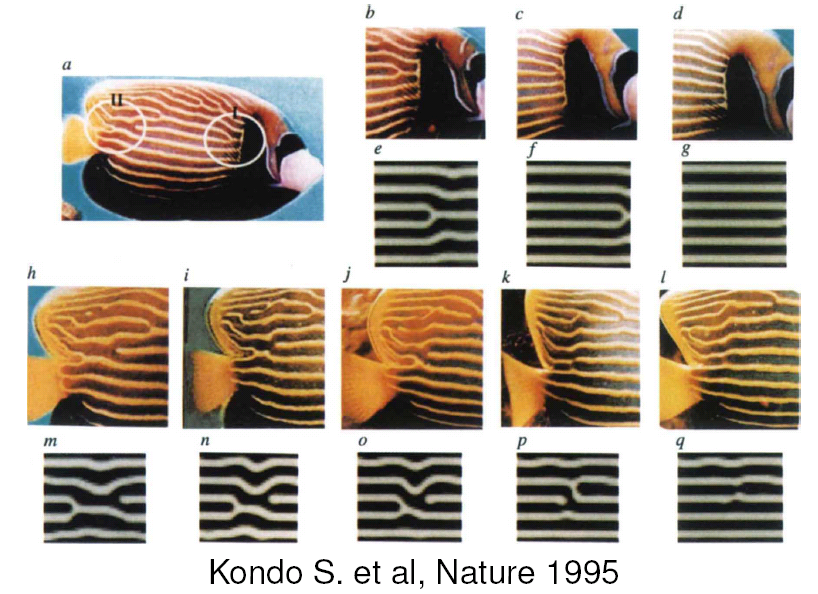 b c d
a
II I
e f g
h i j k l
m n o p q
Kondo S. et al, Nature 1995